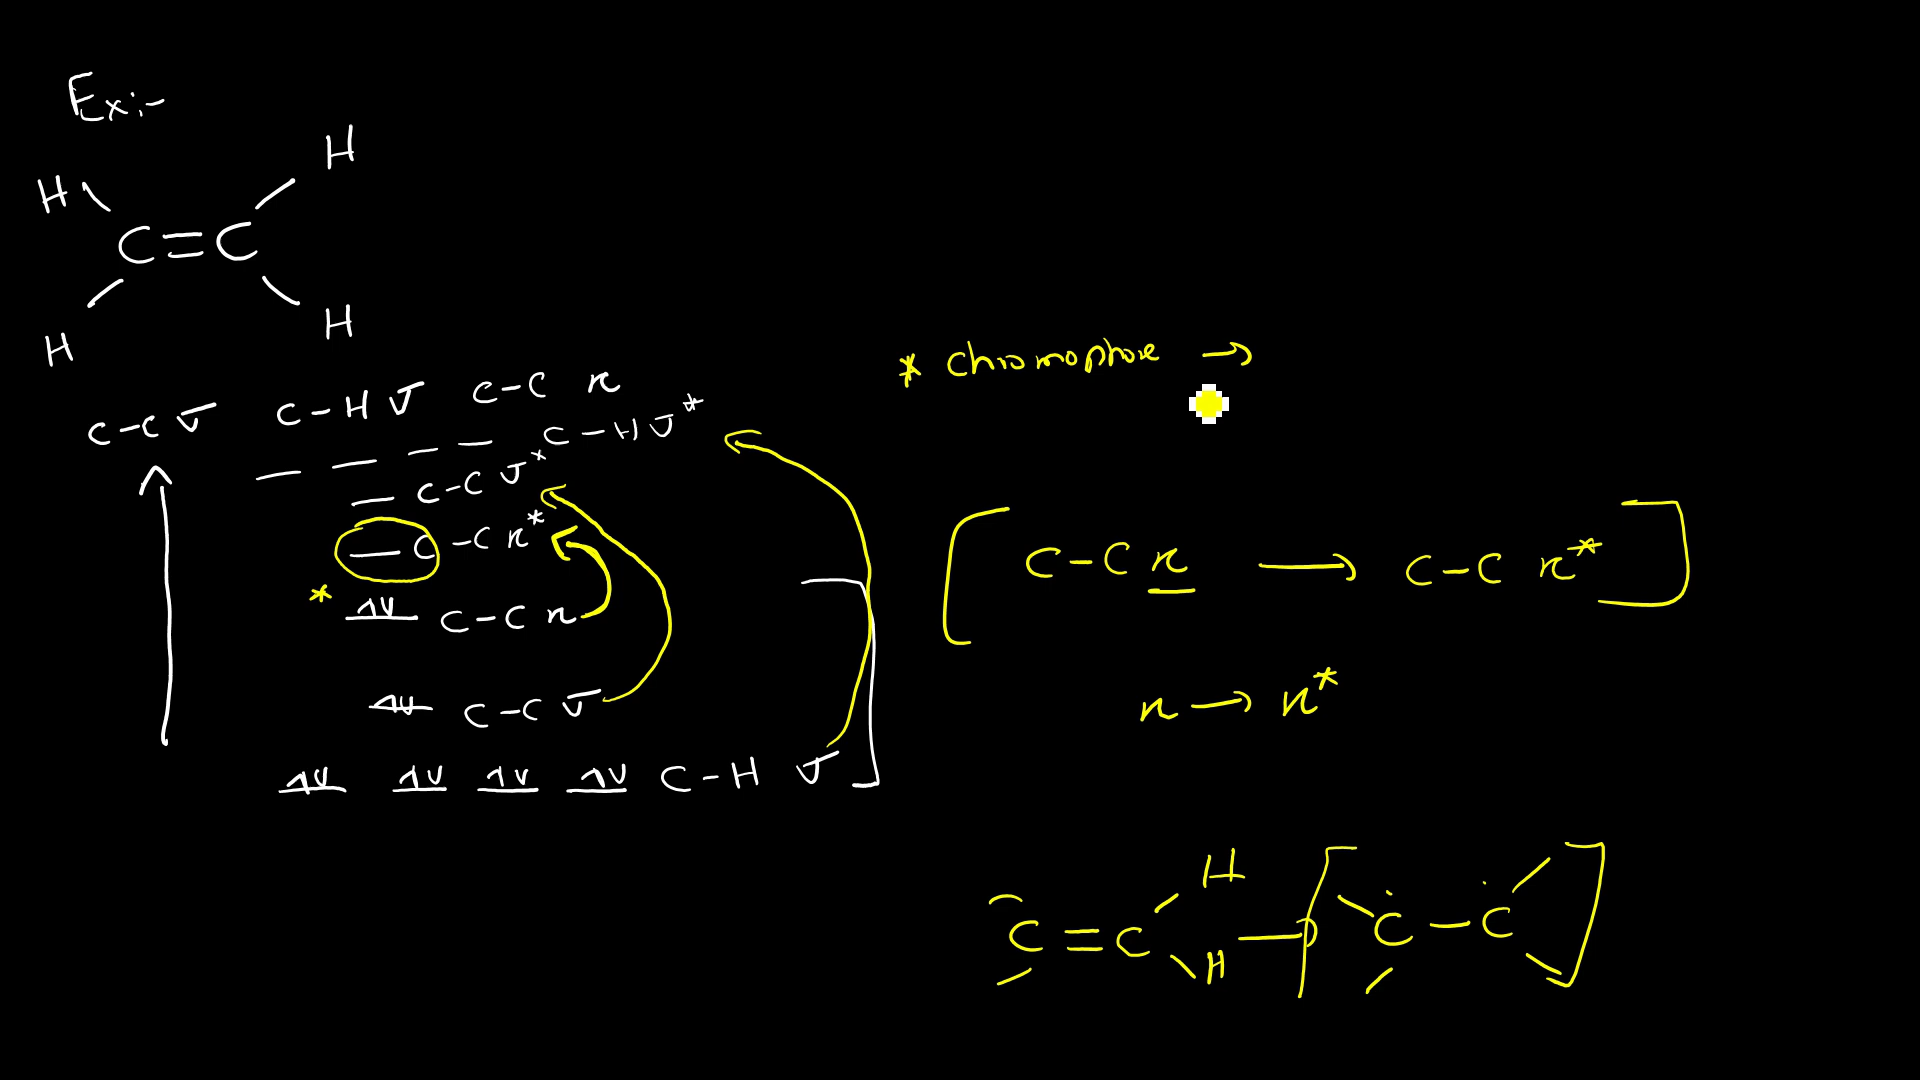 Ex:-
H H
C=C
H H
C-C σ C-H σ C-C π
C-H σ*
C-C σ*
C-C π*
* C-C π
C-C σ
C-H σ
* Chromophore →
[ C-C π → C-C π* ]
π → π*
H
C=C → [ Ċ-Ċ ]
H